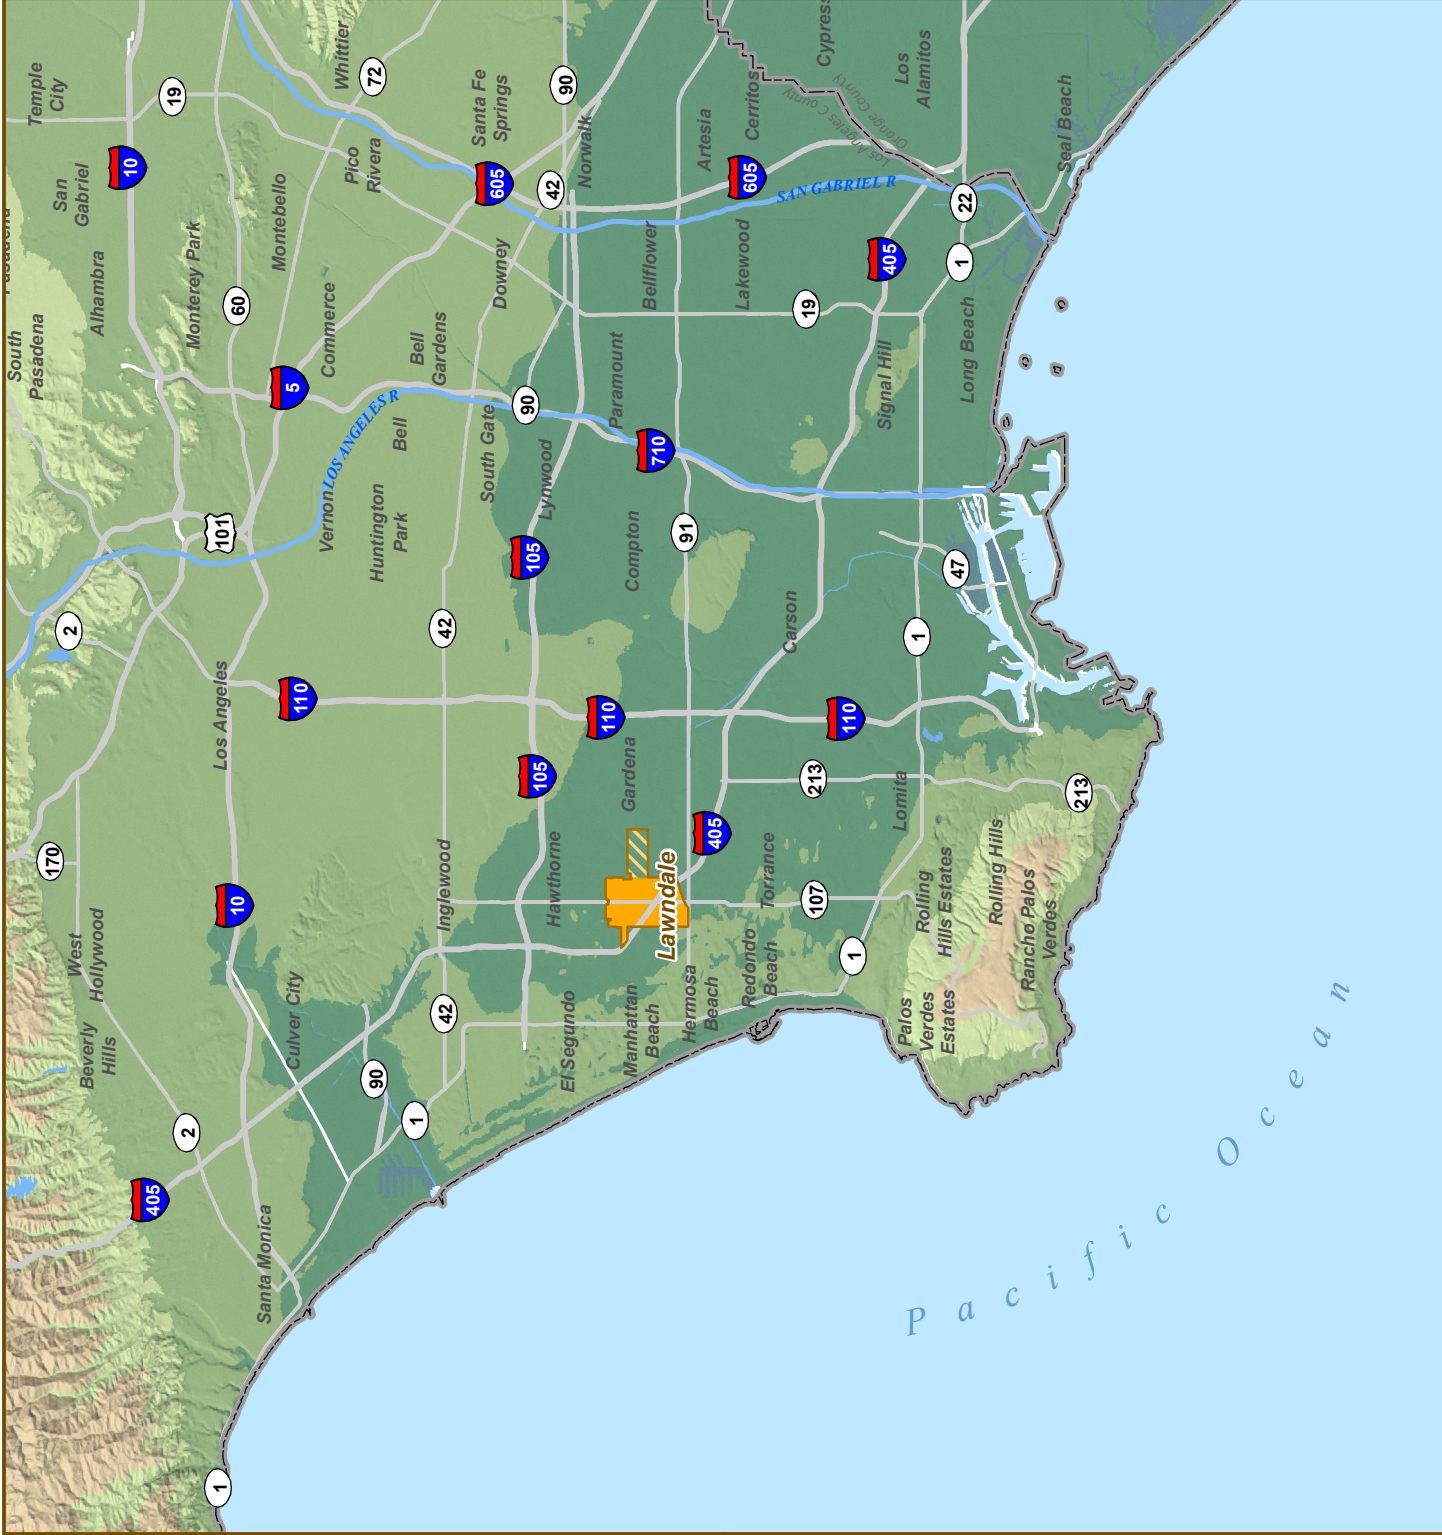 Temple
City
19
10
San
Gabriel
Whittier
72
Santa Fe
Springs
90
Pico
Rivera
605
42
Norwalk
Cypress
Los
Alamitos
Cerritos
Artesia
Los Angeles County
Orange County
Seal Beach
605
SAN GABRIEL R
22
1
405
Pasadena
South
Pasadena
Alhambra
Monterey Park
Montebello
60
Commerce
5
Bell
Gardens
Downey
Bellflower
Lakewood
19
Paramount
Signal Hill
Long Beach
LOS ANGELES R
Bell
90
South Gate
Lynwood
710
Vernon
101
Huntington
Park
105
Compton
91
47
2
42
Carson
1
Los Angeles
110
110
110
105
Gardena
213
213
Lomita
170
10
Inglewood
Hawthorne
405
Lawndale
Torrance
107
Rolling
Hills Estates
Rolling Hills
Rancho Palos
Verdes
West
Hollywood
Beverly
Hills
Culver City
42
El Segundo
Manhattan
Beach
Hermosa
Beach
Redondo
Beach
1
Palos
Verdes
Estates
90
1
2
405
Santa Monica
1
Pacific Ocean